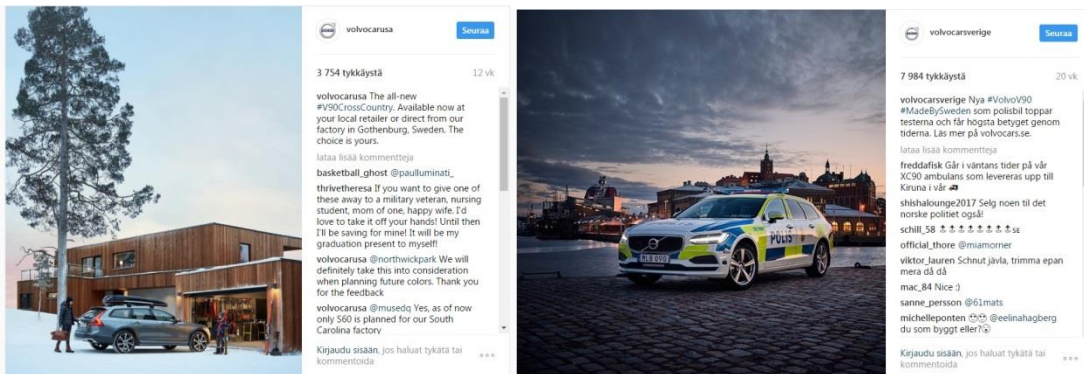 volvocarusa
Seuraa
3 754 tykkäystä
12 vk
volvocarusa The all-new
#V90CrossCountry. Available now at
your local retailer or direct from our
factory in Gothenburg, Sweden. The
choice is yours.
lataa lisää kommentteja
basketball_ghost @paulluminati_
thrivetheresa If you want to give one of
these away to a military veteran, nursing
student, mom of one, happy wife. I'd
love to take it off your hands! Until then
I'll be saving for mine! It will be my
graduation present to myself!
volvocarusa @northwickpark We will
definitely take this into consideration
when planning future colors. Thank you
for the feedback
volvocarusa @musedq Yes, as of now
only S60 is planned for our South
Carolina factory
Kirjaudu sisään, jos haluat tykätä tai
kommentoida
POLIS
MLB 090
volvocarsverige
Seuraa
7 984 tykkäystä
20 vk
volvocarsverige Nya #VolvoV90
#MadeBySweden som polisbil toppar
testerna och får högsta betyget genom
tiderna. Läs mer på volvocars.se.
lataa lisää kommentteja
freddafisk Går i väntans tider på vår
XC90 ambulans som levereras upp till
Kiruna i vår 🚑
shishalounge2017 Selg noen til det
norske politiet også!
schill_58
official_thore @miamorner
viktor_lauren Schnut jävla, trimma epan
mera då då
mac_84 Nice :)
sanne_persson @61mats
michelleponten @eelinahagberg
du som byggt eller?
Kirjaudu sisään, jos haluat tykätä tai
kommentoida